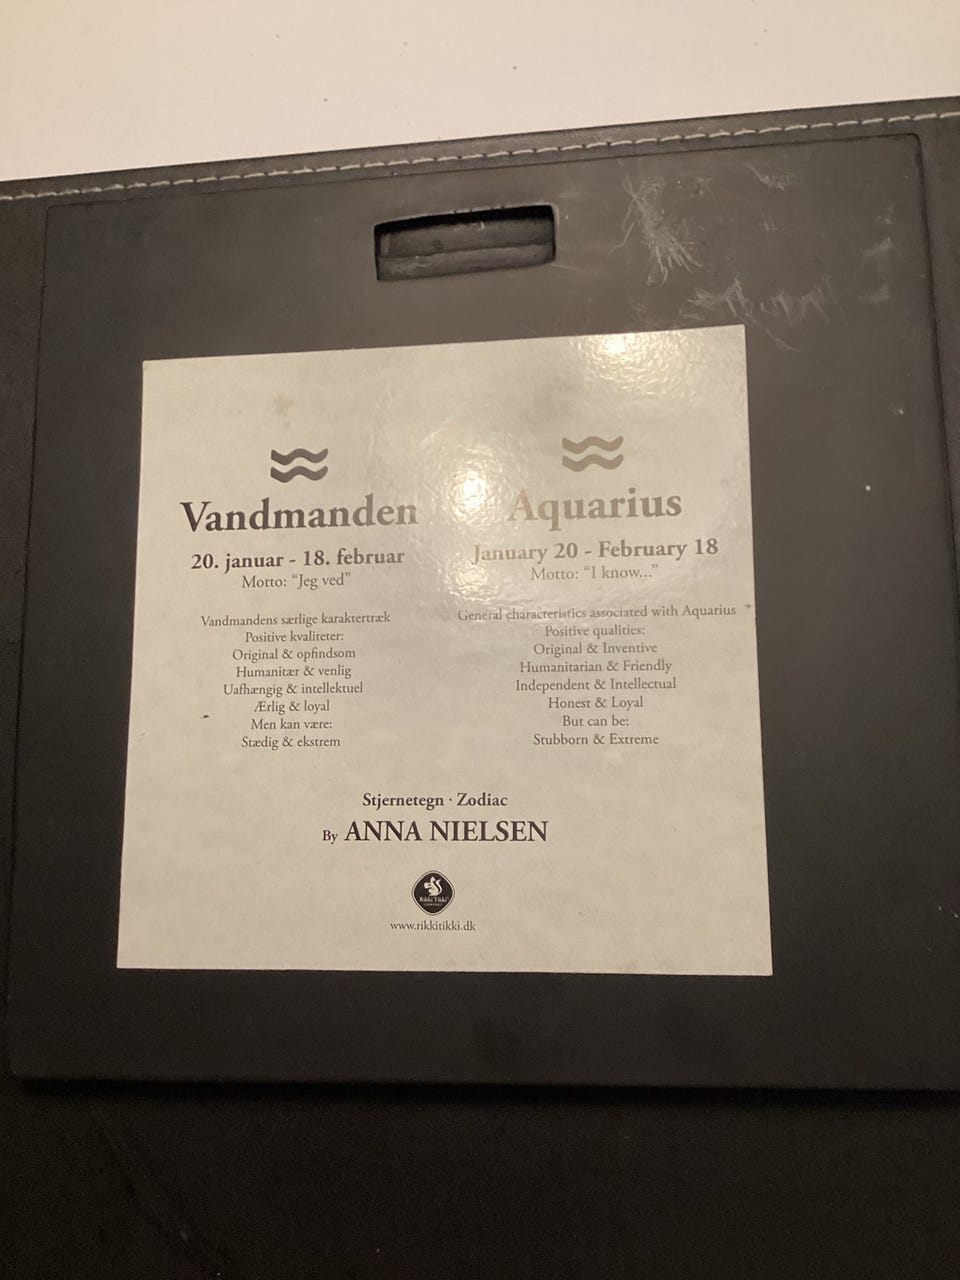 Vandmanden
20. januar - 18. februar
Motto: “Jeg ved”
Vandmandens særlige karaktertræk
Positive kvaliteter:
Original & opfindsom
Humanitær & venlig
Uafhængig & intellektuel
Ærlig & loyal
Men kan være:
Stædig & ekstrem
Aquarius
January 20 - February 18
Motto: “I know...”
General characteristics associated with Aquarius
Positive qualities:
Original & Inventive
Humanitarian & Friendly
Independent & Intellectual
Honest & Loyal
But can be:
Stubborn & Extreme
Stjernetegn · Zodiac
By ANNA NIELSEN
RIKKI TIKKI
COMPANY
www.rikkitikki.dk